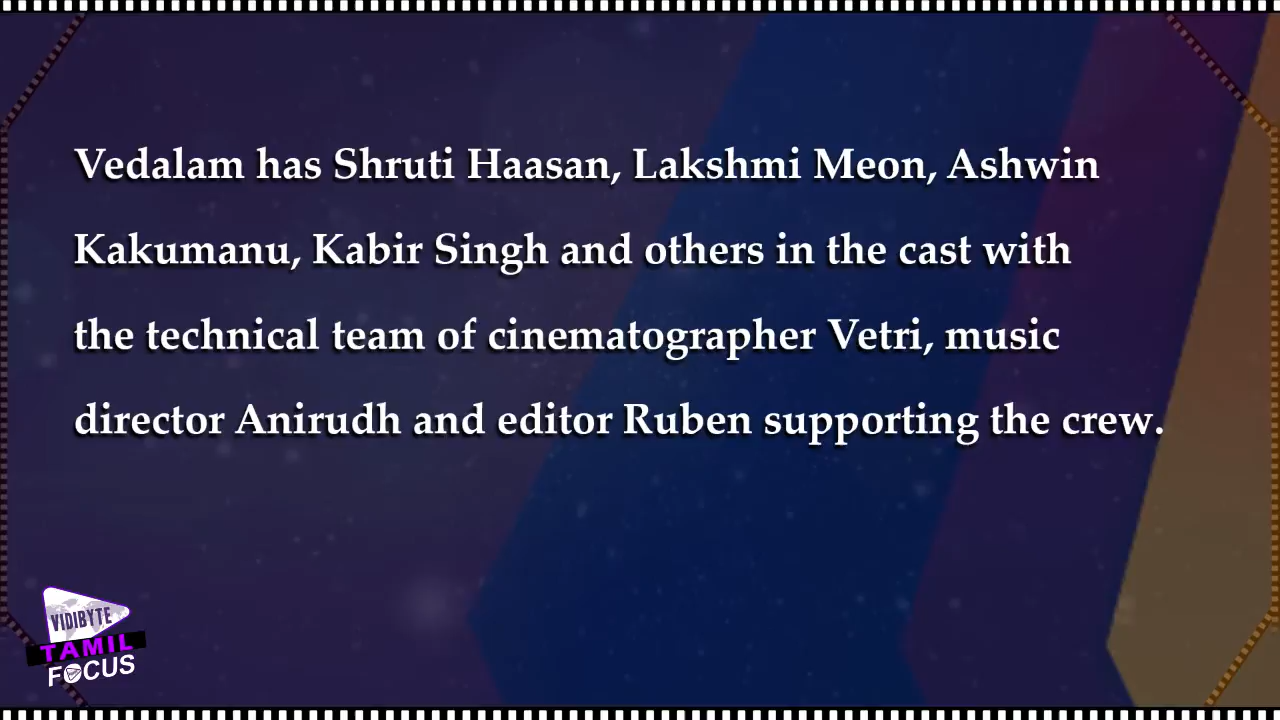 Vedalam has Shruti Haasan, Lakshmi Meon, Ashwin
Kakumanu, Kabir Singh and others in the cast with
the technical team of cinematographer Vetri, music
director Anirudh and editor Ruben supporting the crew.
VIDIBYTE
TAMIL
FOCUS